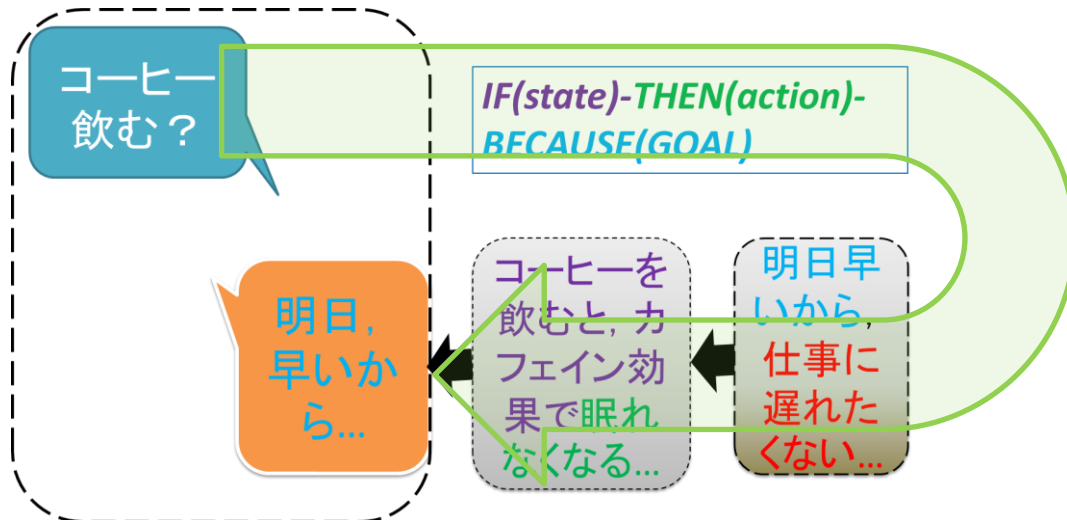 コーヒー
飲む？
IF(state)-THEN(action)-
BECAUSE(GOAL)
明日，
早いか
ら...
コーヒーを
飲むと，カ
フェイン効
果で眠れ
なくなる...
明日早
いから，
仕事に
遅れた
くない...